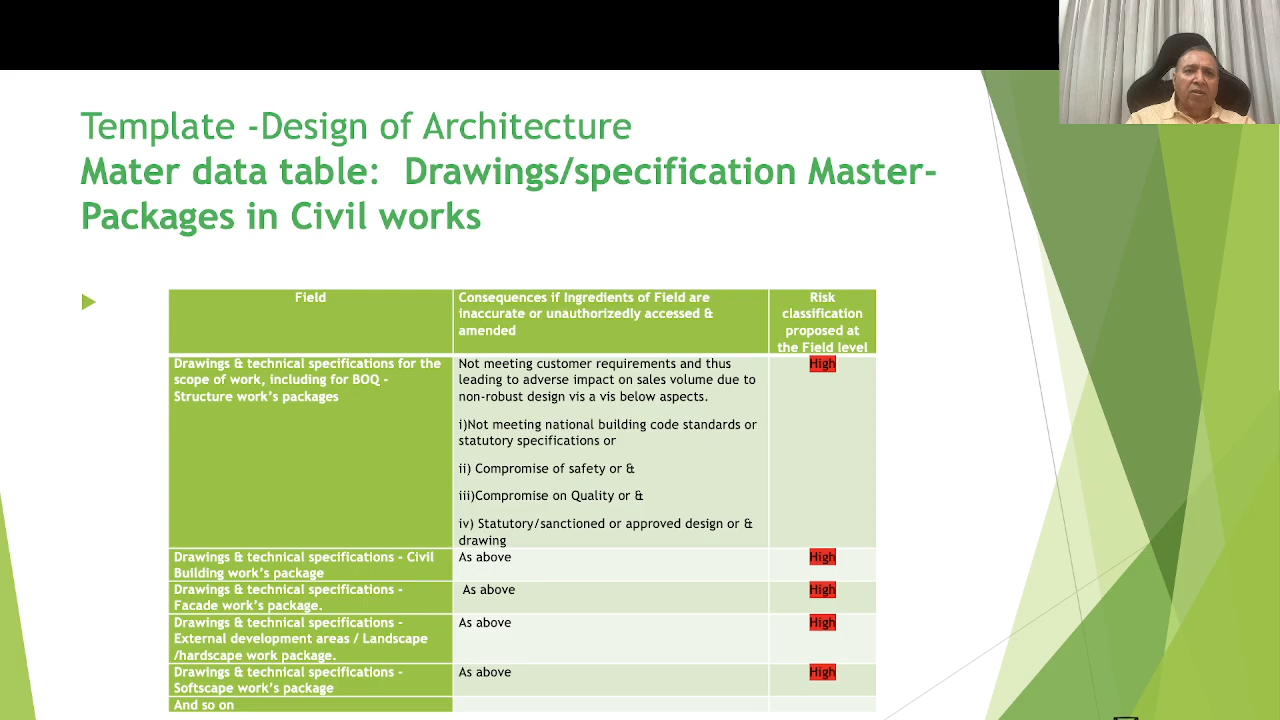 Template -Design of Architecture
Mater data table:  Drawings/specification Master-
Packages in Civil works
Field
Consequences if Ingredients of Field are
inaccurate or unauthorizedly accessed &
amended
Risk
classification
proposed at
the Field level
Drawings & technical specifications for the
scope of work, including for BOQ -
Structure work's packages
Not meeting customer requirements and thus
leading to adverse impact on sales volume due to
non-robust design vis a vis below aspects.
i)Not meeting national building code standards or
statutory specifications or
ii) Compromise of safety or &
iii)Compromise on Quality or &
iv) Statutory/sanctioned or approved design or &
drawing
High
Drawings & technical specifications - Civil
Building work's package
As above
High
Drawings & technical specifications -
Facade work's package.
As above
High
Drawings & technical specifications -
External development areas / Landscape
/hardscape work package.
As above
High
Drawings & technical specifications -
Softscape work's package
As above
High
And so on